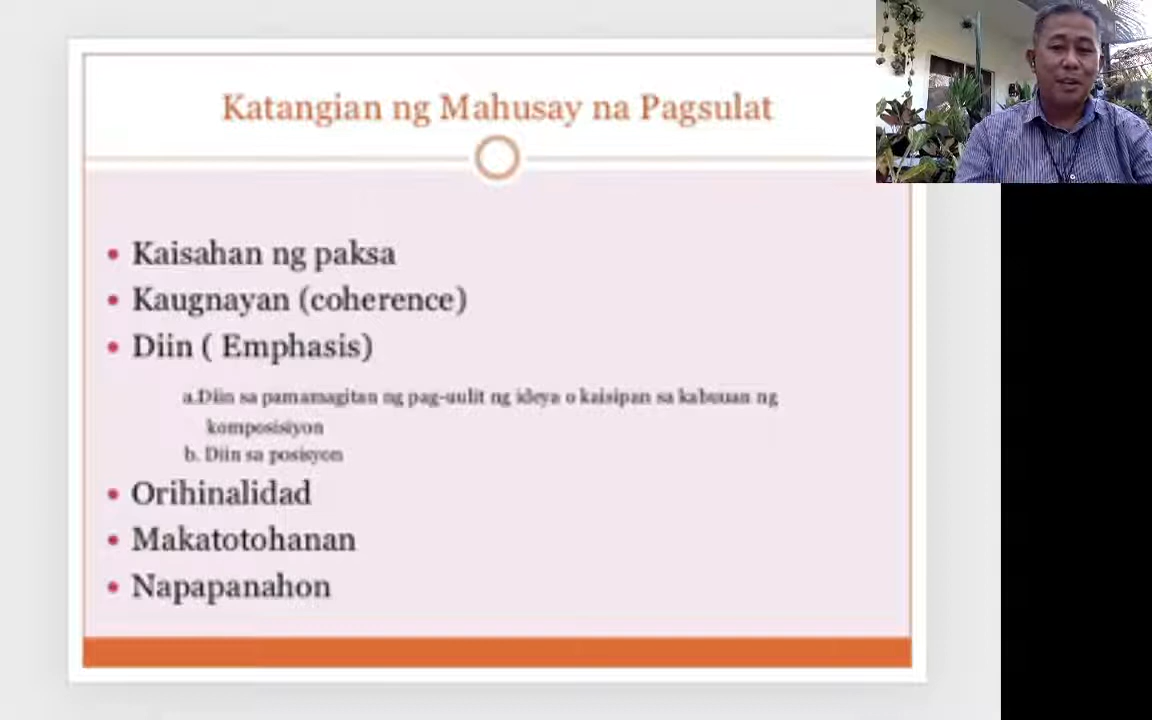 Katangian ng Mahusay na Pagsulat
• Kaisahan ng paksa
• Kaugnayan (coherence)
• Diin ( Emphasis)
a.Diin sa pamamagitan ng pag-uulit ng ideya o kaisipan sa kabuuan ng
komposisiyon
b. Diin sa posisyon
• Orihinalidad
• Makatotohanan
• Napapanahon